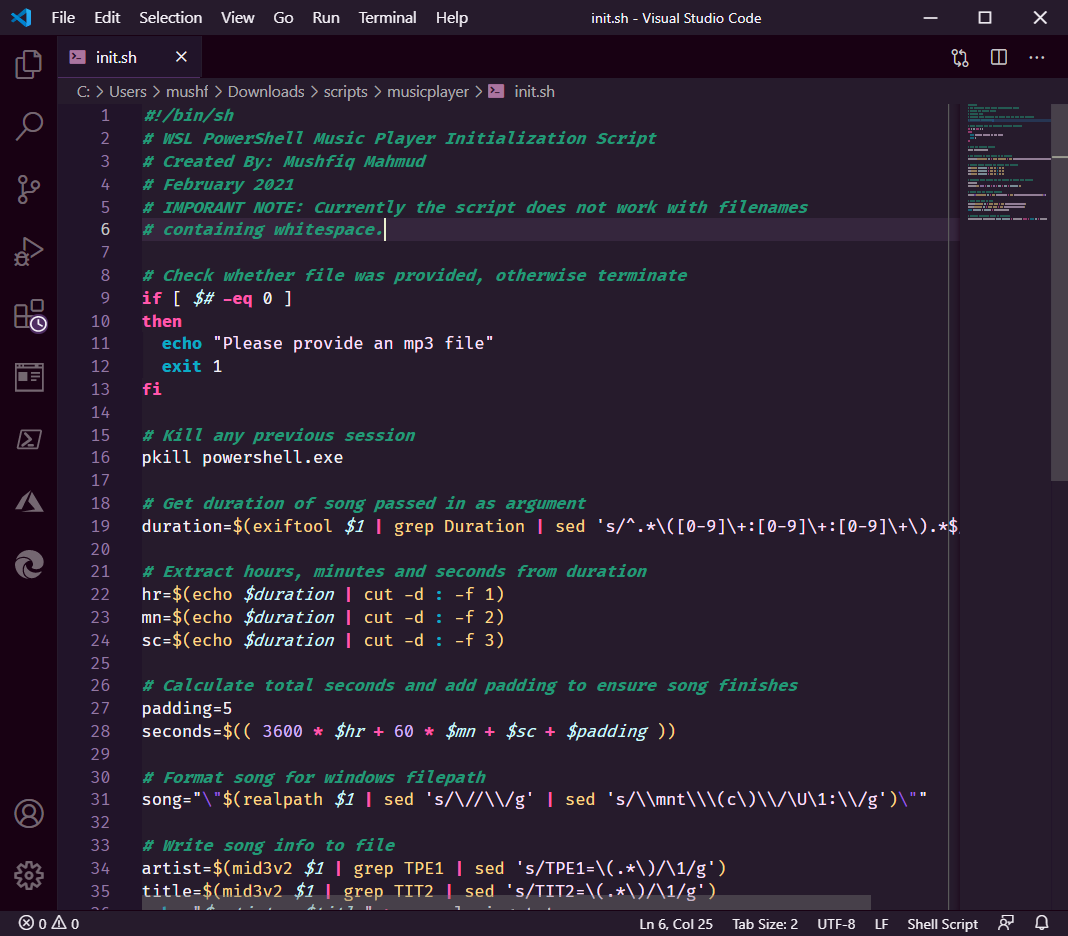 File Edit Selection View Go Run Terminal Help init.sh - Visual Studio Code
init.sh
C: > Users > mushf > Downloads > scripts > musicplayer > init.sh
1 #!/bin/sh
2 # WSL PowerShell Music Player Initialization Script
3 # Created By: Mushfiq Mahmud
4 # February 2021
5 # IMPORANT NOTE: Currently the script does not work with filenames
6 # containing whitespace.
7
8 # Check whether file was provided, otherwise terminate
9 if [ $# -eq 0 ]
10 then
11 echo "Please provide an mp3 file"
12 exit 1
13 fi
14
15 # Kill any previous session
16 pkill powershell.exe
17
18 # Get duration of song passed in as argument
19 duration=$(exiftool $1 | grep Duration | sed 's/^.*\([0-9]\+:[0-9]\+:[0-9]\+\).*$
20
21 # Extract hours, minutes and seconds from duration
22 hr=$(echo $duration | cut -d : -f 1)
23 mn=$(echo $duration | cut -d : -f 2)
24 sc=$(echo $duration | cut -d : -f 3)
25
26 # Calculate total seconds and add padding to ensure song finishes
27 padding=5
28 seconds=$(( 3600 * $hr + 60 * $mn + $sc + $padding ))
29
30 # Format song for windows filepath
31 song="\"$(realpath $1 | sed 's/\//\\/g' | sed 's/\\mnt\\\(c\)\\/\U\1:\\/g')\""
32
33 # Write song info to file
34 artist=$(mid3v2 $1 | grep TPE1 | sed 's/TPE1=\(.*\)/\1/g')
35 title=$(mid3v2 $1 | grep TIT2 | sed 's/TIT2=\(.*\)/\1/g')
0 0 Ln 6, Col 25 Tab Size: 2 UTF-8 LF Shell Script